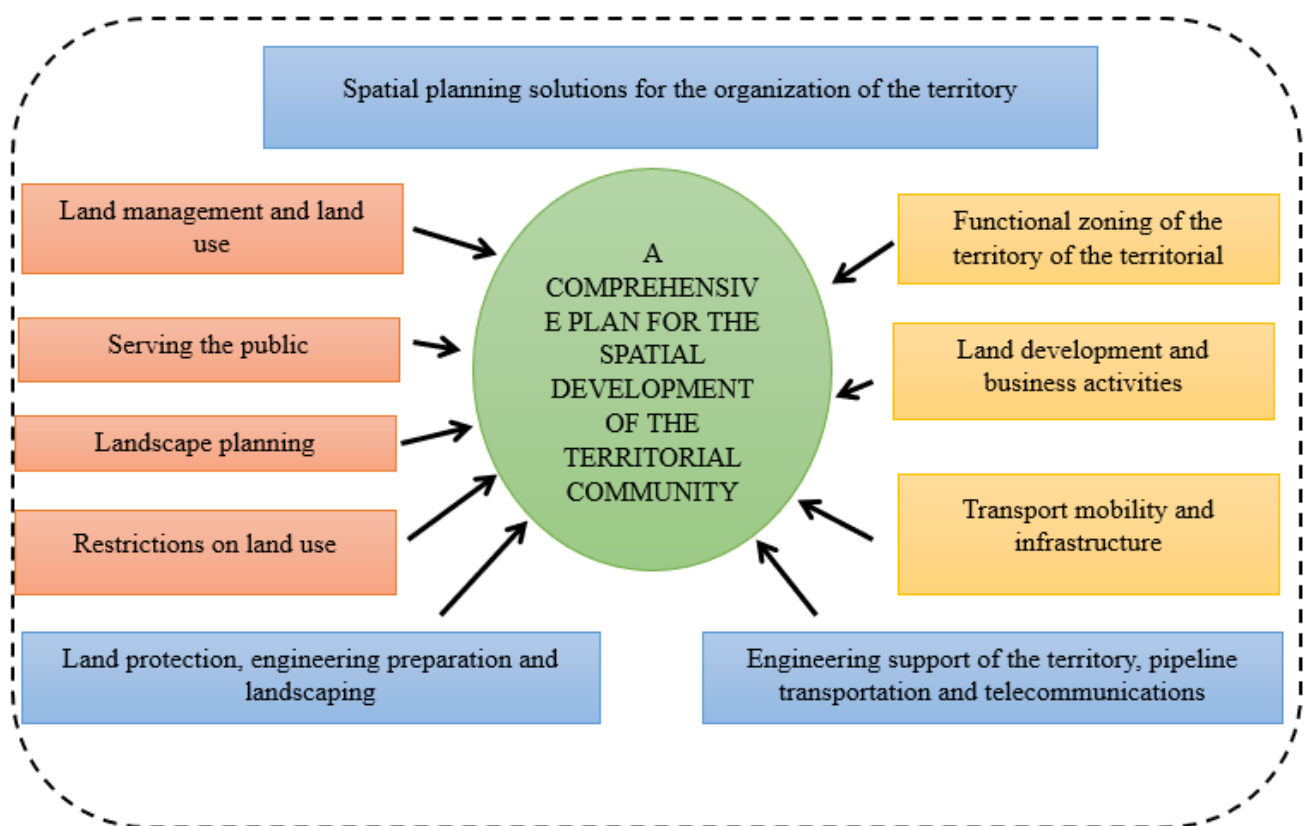 Spatial planning solutions for the organization of the territory
Land management and land
use
Serving the public
Landscape planning
Restrictions on land use
A
COMPREHENSIV
E PLAN FOR THE
SPATIAL
DEVELOPMENT
OF THE
TERRITORIAL
COMMUNITY
Functional zoning of the
territory of the territorial
Land development and
business activities
Transport mobility and
infrastructure
Land protection, engineering preparation and
landscaping
Engineering support of the territory, pipeline
transportation and telecommunications